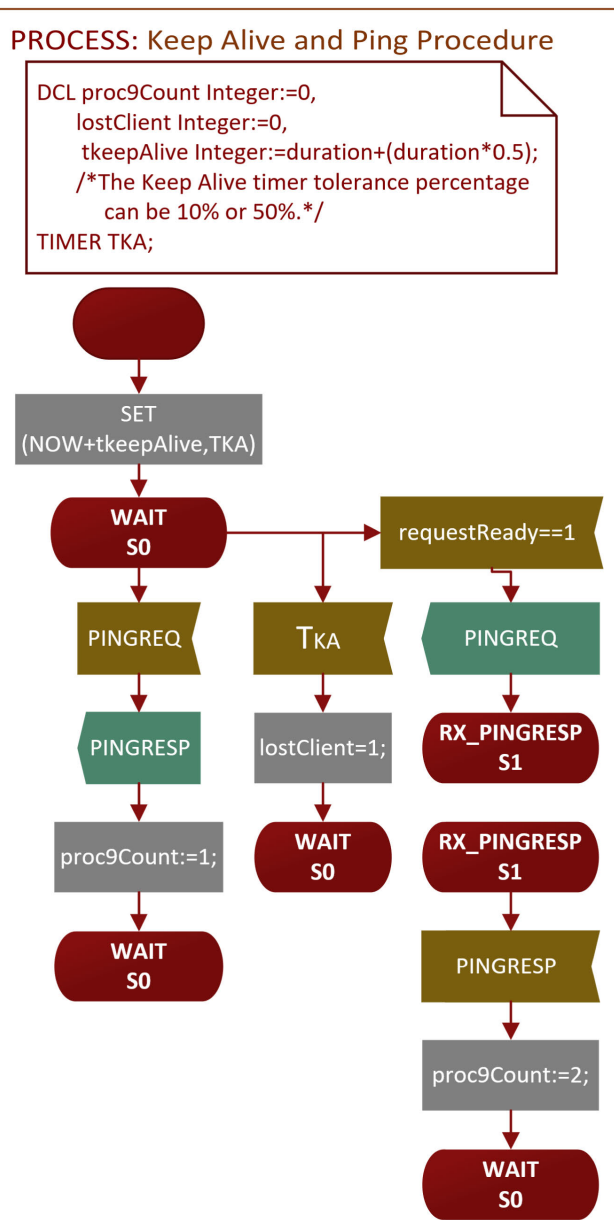 PROCESS: Keep Alive and Ping Procedure
DCL proc9Count Integer:=0,
lostClient Integer:=0,
tkeepAlive Integer:=duration+(duration*0.5);
/*The Keep Alive timer tolerance percentage
can be 10% or 50%.*/
TIMER TKA;
SET
(NOW+tkeepAlive,TKA)
WAIT
S0
requestReady==1
PINGREQ
TKA
PINGREQ
PINGRESP
lostClient=1;
RX_PINGRESP
S1
proc9Count:=1;
WAIT
S0
RX_PINGRESP
S1
WAIT
S0
PINGRESP
proc9Count:=2;
WAIT
S0